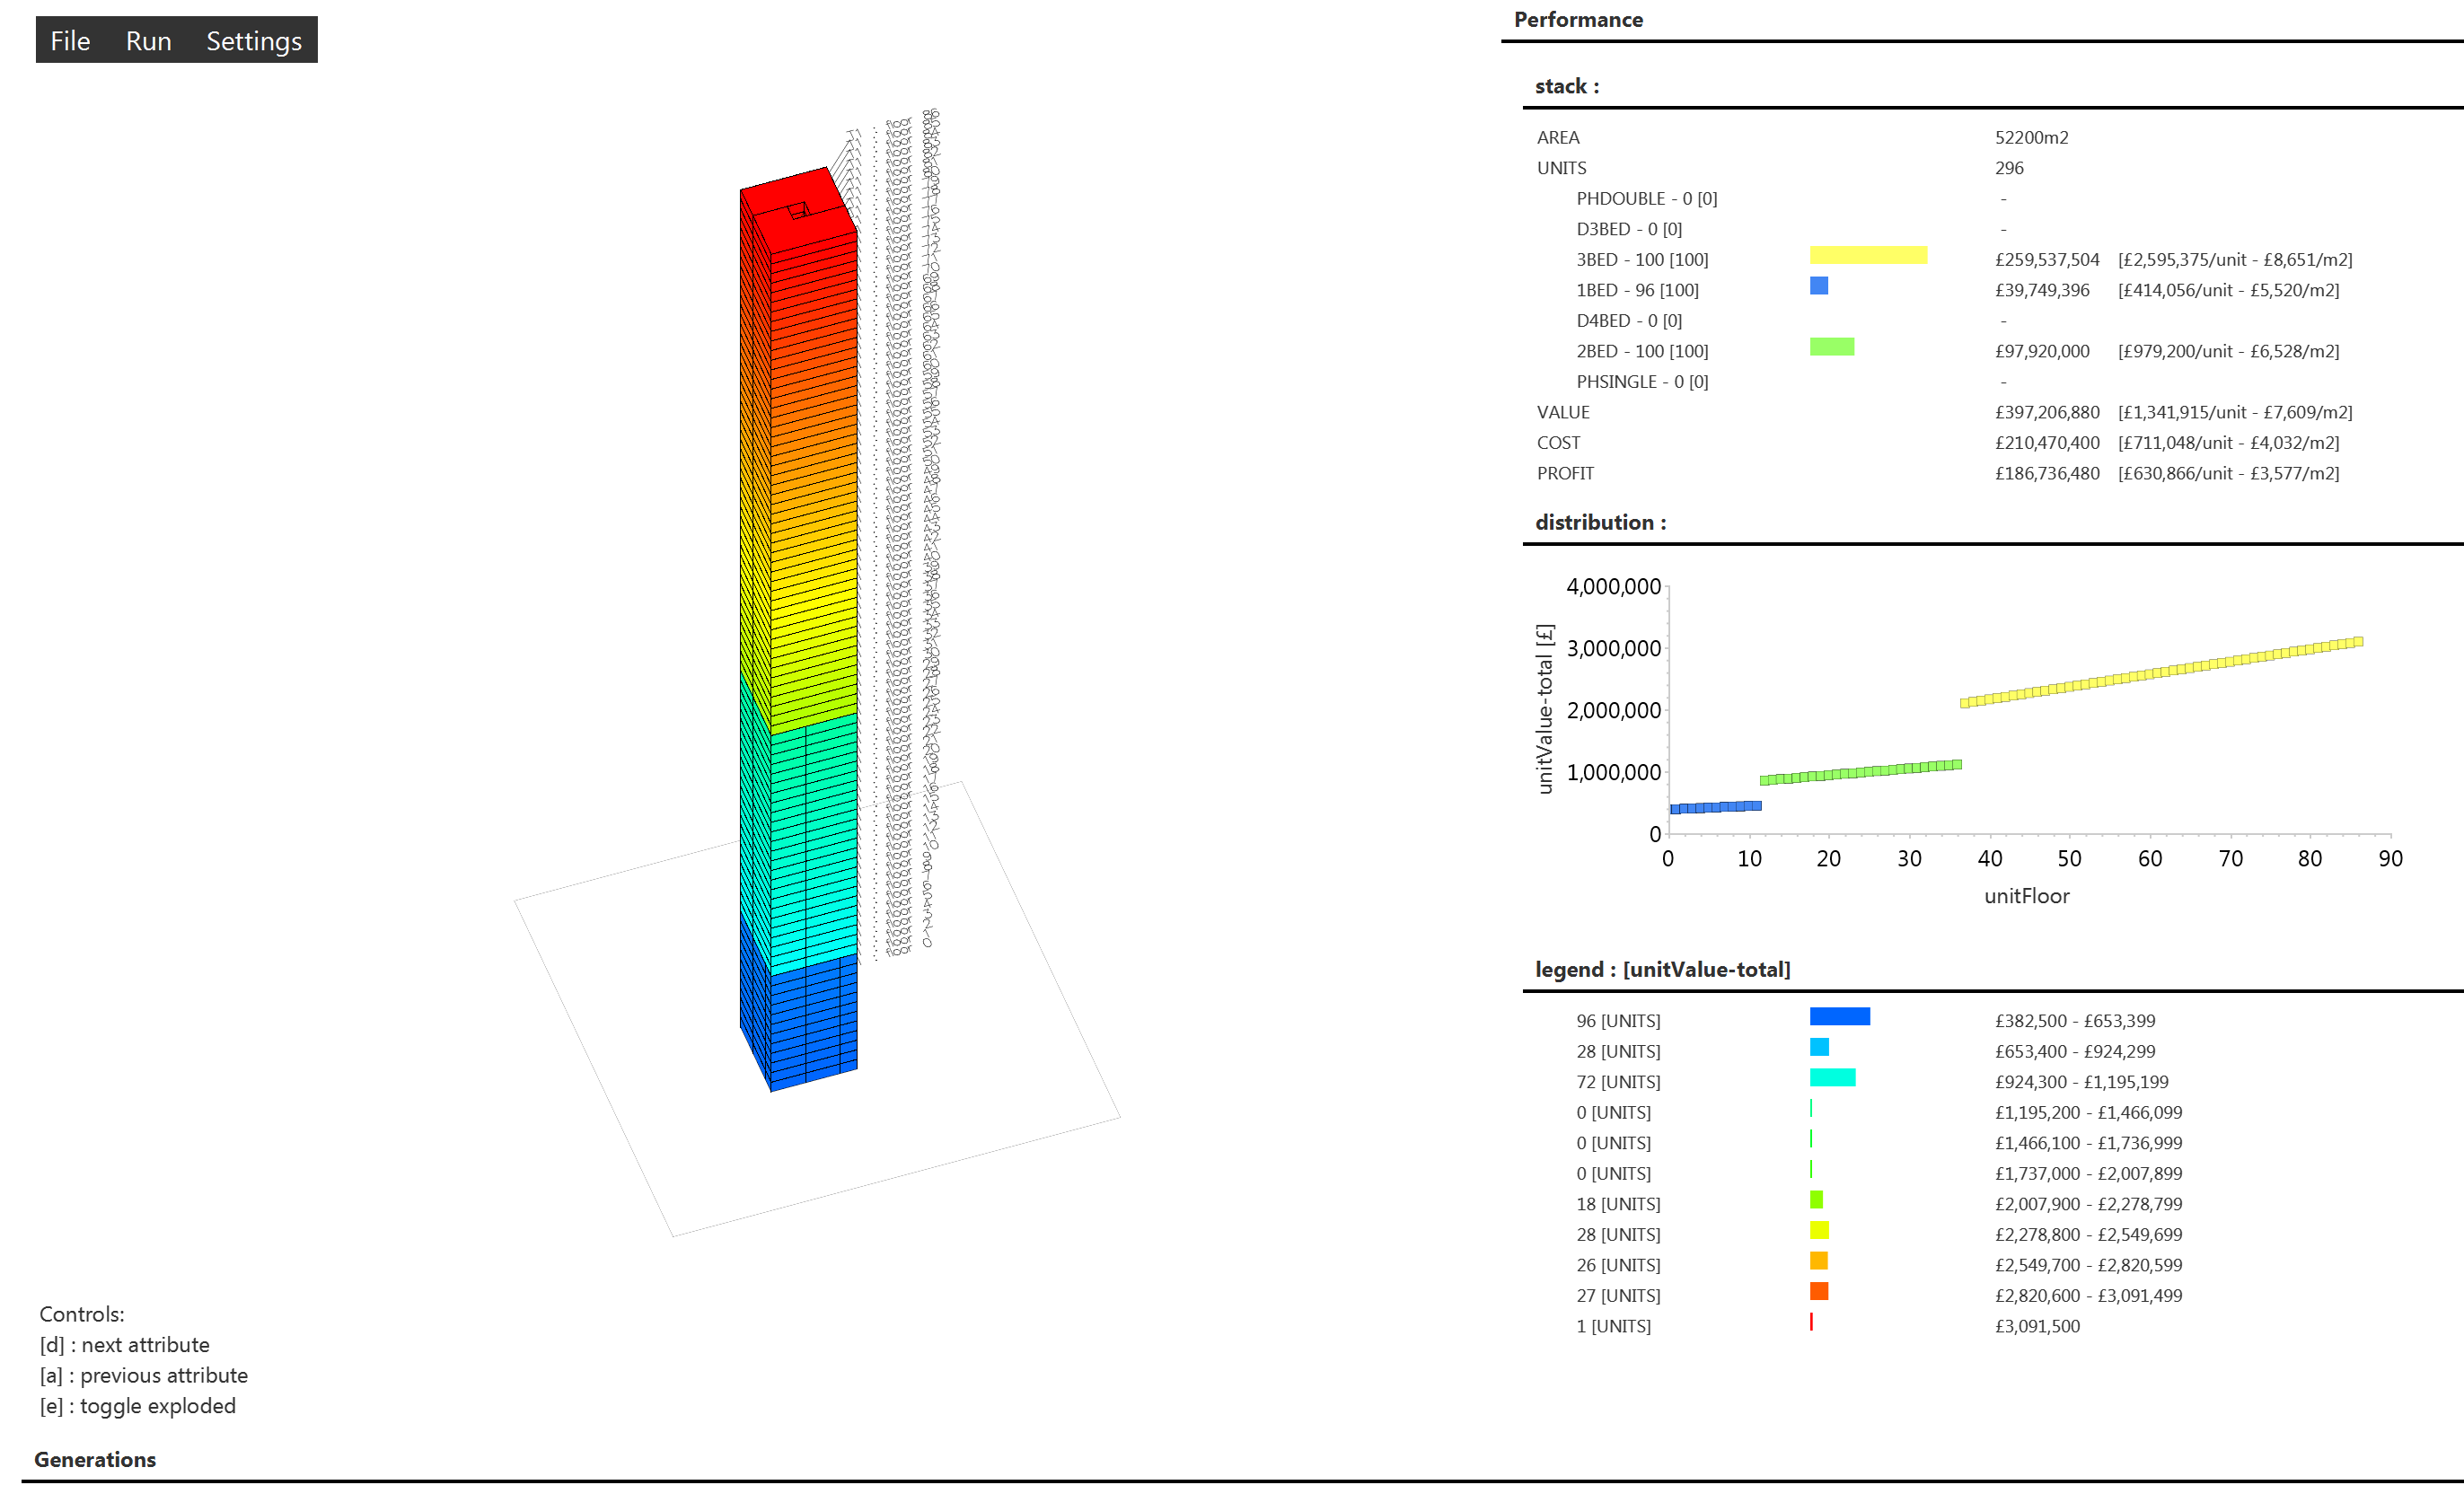 File Run Settings
Performance
stack :
AREA 52200m2
UNITS 296
PHDOUBLE - 0 [0] -
D3BED - 0 [0] -
3BED - 100 [100] £259,537,504 [£2,595,375/unit - £8,651/m2]
1BED - 96 [100] £39,749,396 [£414,056/unit - £5,520/m2]
D4BED - 0 [0] -
2BED - 100 [100] £97,920,000 [£979,200/unit - £6,528/m2]
PHSINGLE - 0 [0] -
VALUE £397,206,880 [£1,341,915/unit - £7,609/m2]
COST £210,470,400 [£711,048/unit - £4,032/m2]
PROFIT £186,736,480 [£630,866/unit - £3,577/m2]
distribution :
unitValue-total [£]
4,000,000
3,000,000
2,000,000
1,000,000
0
0 10 20 30 40 50 60 70 80 90
unitFloor
legend : [unitValue-total]
96 [UNITS] £382,500 - £653,399
28 [UNITS] £653,400 - £924,299
72 [UNITS] £924,300 - £1,195,199
0 [UNITS] £1,195,200 - £1,466,099
0 [UNITS] £1,466,100 - £1,736,999
0 [UNITS] £1,737,000 - £2,007,899
18 [UNITS] £2,007,900 - £2,278,799
28 [UNITS] £2,278,800 - £2,549,699
26 [UNITS] £2,549,700 - £2,820,599
27 [UNITS] £2,820,600 - £3,091,499
1 [UNITS] £3,091,500
Controls:
[d] : next attribute
[a] : previous attribute
[e] : toggle exploded
Generations